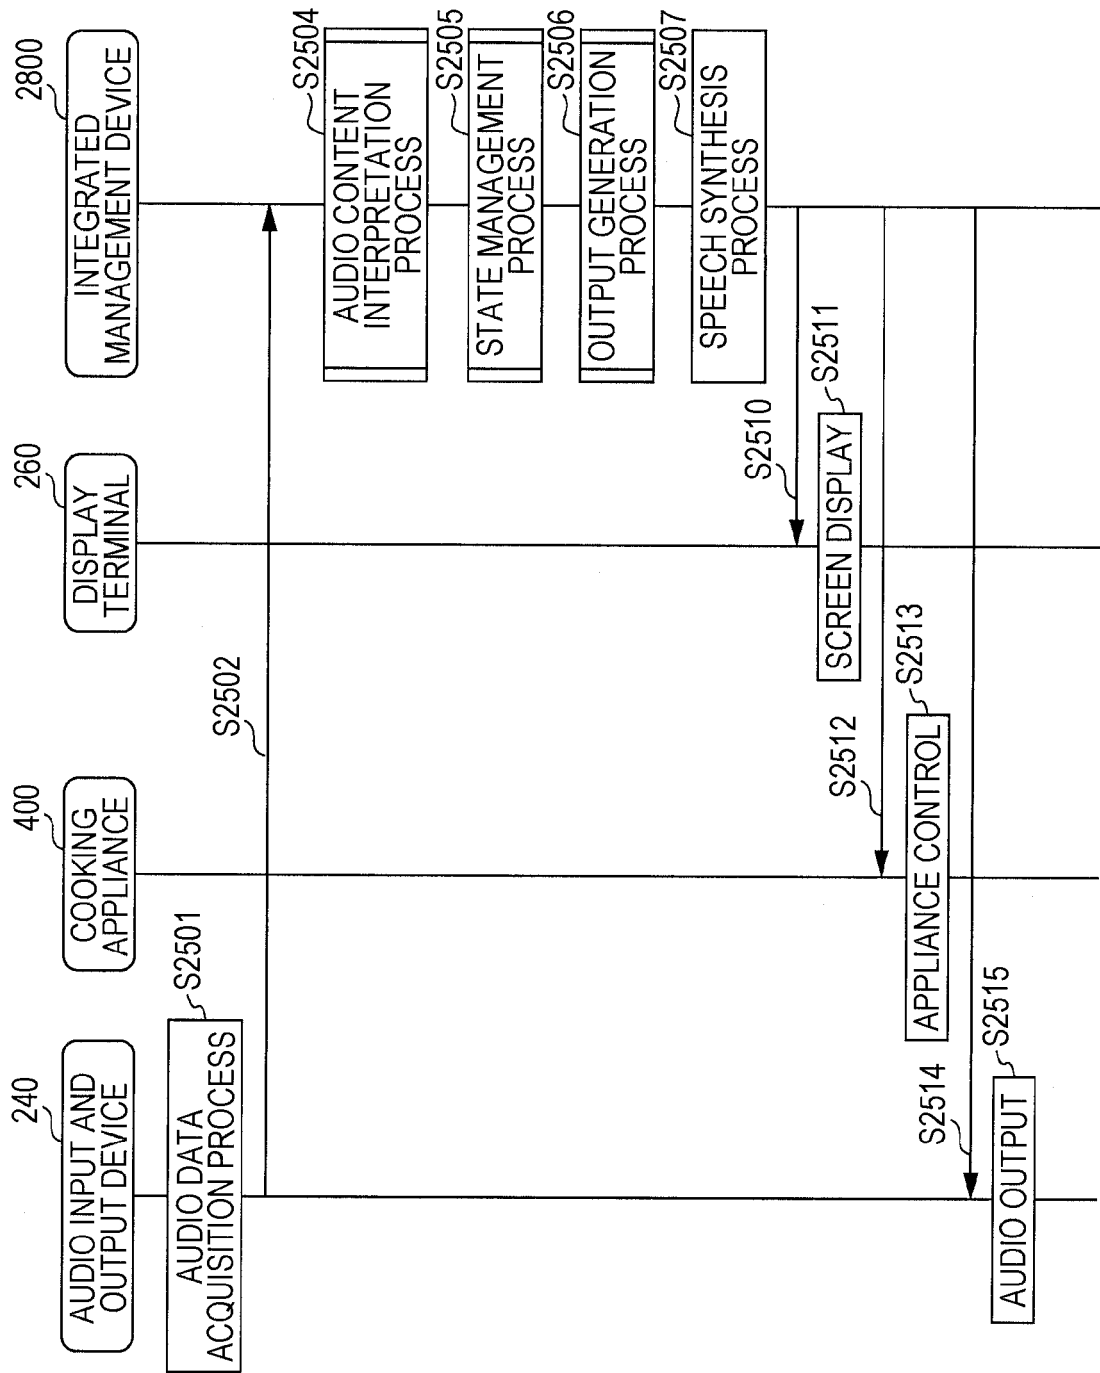 240
AUDIO INPUT AND
OUTPUT DEVICE
400
COOKING
APPLIANCE
260
DISPLAY
TERMINAL
2800
INTEGRATED
MANAGEMENT DEVICE
AUDIO DATA
ACQUISITION PROCESS
S2501
S2502
AUDIO CONTENT
INTERPRETATION
PROCESS
S2504
STATE MANAGEMENT
PROCESS
S2505
OUTPUT GENERATION
PROCESS
S2506
SPEECH SYNTHESIS
PROCESS
S2507
S2510
SCREEN DISPLAY
S2511
S2512
APPLIANCE CONTROL
S2513
S2514
AUDIO OUTPUT
S2515